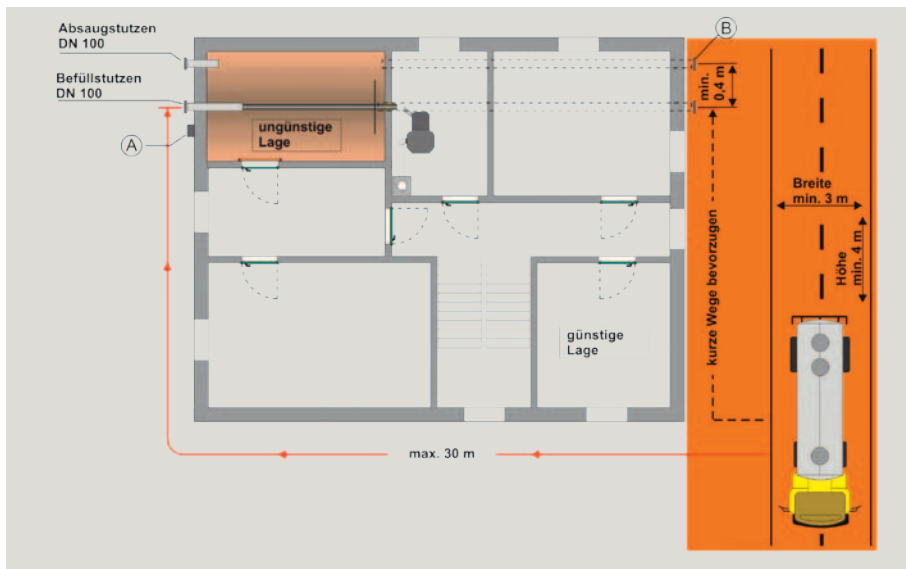 Absaugstutzen
DN 100
Befüllstutzen
DN 100
A
B
ungünstige
Lage
min.
0,4 m
Breite
min. 3 m
Höhe
min. 4 m
kurze Wege bevorzugen
günstige
Lage
max. 30 m